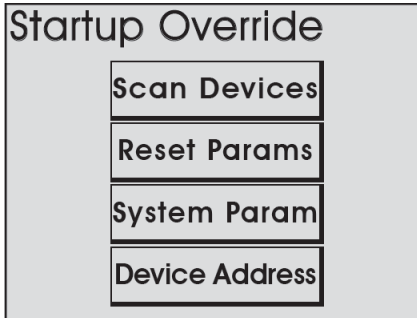 Startup Override
Scan Devices
Reset Params
System Param
Device Address